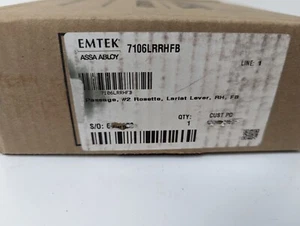 EMTEK
ASSA ABLOY
7106LRRHFB
LINE: 1
7106LRRHFB
Passage, #2 Rosette, Lariat Lever, RH, FB
S/O:
QTY:
1
CUST PO